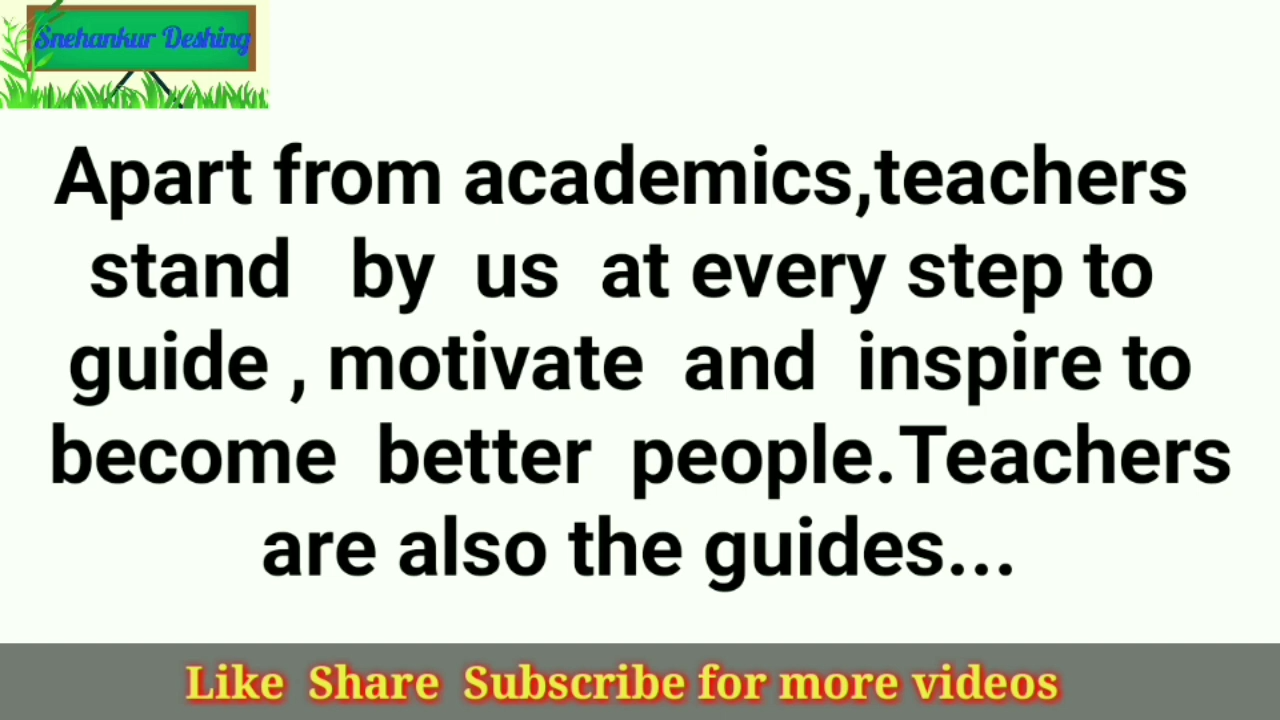 Snehankur Deshing
Apart from academics,teachers
stand by us at every step to
guide , motivate and inspire to
become better people.Teachers
are also the guides...
Like Share Subscribe for more videos